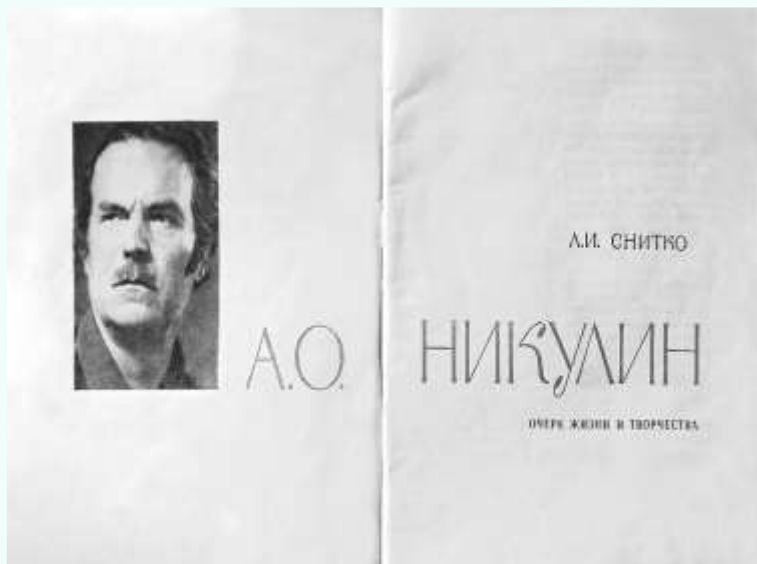 Л.И. СНИТКО
А.О. НИКУЛИН
ОЧЕРК ЖИЗНИ И ТВОРЧЕСТВА